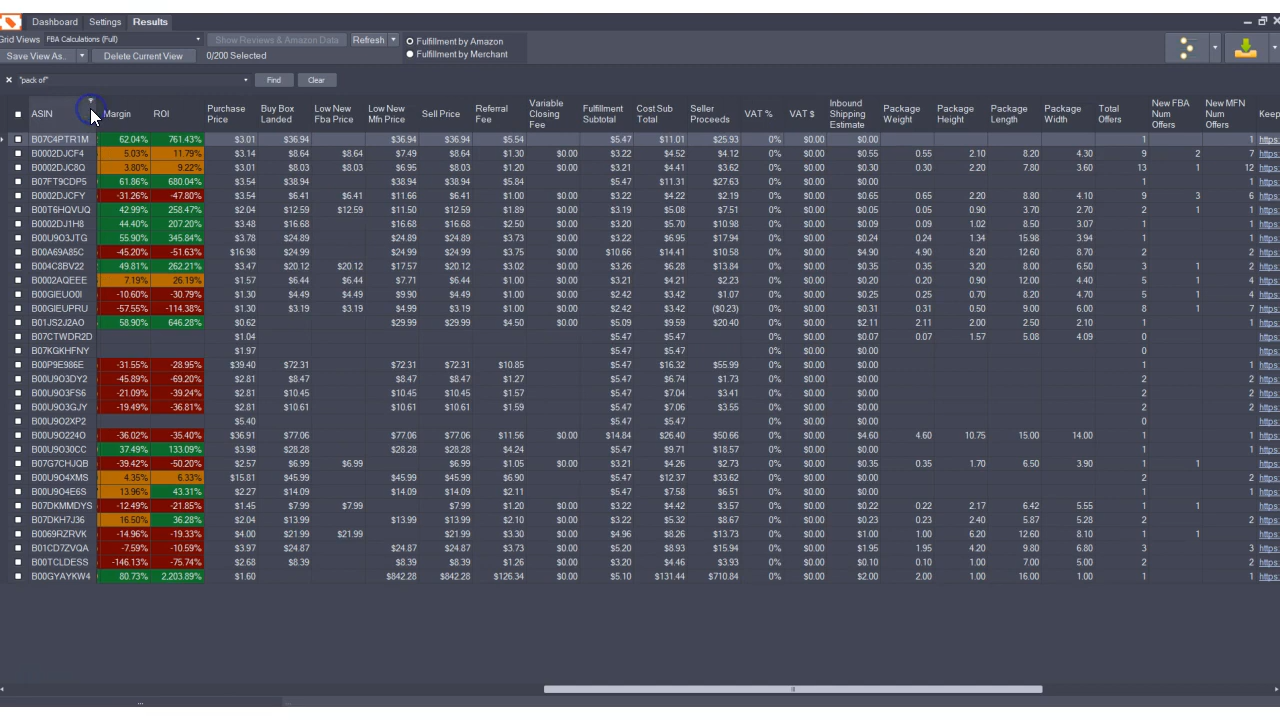 Dashboard Settings Results
Grid Views FBA Calculations (Full) Show Reviews & Amazon Data Refresh Fulfillment by Amazon
Save View As.. Delete Current View 0/200 Selected Fulfillment by Merchant
"pack of" Find Clear
ASIN Margin ROI Purchase Price Buy Box Landed Low New Fba Price Low New Mfn Price Sell Price Referral Fee Variable Closing Fee Fulfillment Subtotal Cost Sub Total Seller Proceeds VAT % VAT $ Inbound Shipping Estimate Package Weight Package Height Package Length Package Width Total Offers New FBA Num Offers New MFN Num Offers Keep
B07C4PTR1M 62.04% 761.43% $3.01 $36.94 $36.94 $36.94 $5.54 $5.47 $11.01 $25.93 0% $0.00 $0.00 1 1 https:
B0002DJCF4 5.03% 11.79% $3.14 $8.64 $8.64 $7.49 $8.64 $1.30 $0.00 $3.22 $4.52 $4.12 0% $0.00 $0.55 0.55 2.10 8.20 4.30 9 2 7 https:
B0002DJC8Q 3.80% 9.22% $3.01 $8.03 $8.03 $6.95 $8.03 $1.20 $0.00 $3.21 $4.41 $3.62 0% $0.00 $0.30 0.30 2.20 7.80 3.60 13 1 12 https:
B07FT9CDP5 61.86% 680.04% $3.54 $38.94 $38.94 $38.94 $5.84 $5.47 $11.31 $27.63 0% $0.00 $0.00 1 1 https:
B0002DJCFY -31.26% -47.80% $3.54 $6.41 $6.41 $11.66 $6.41 $1.00 $0.00 $3.22 $4.22 $2.19 0% $0.00 $0.65 0.65 2.20 8.80 4.10 9 3 6 https:
B00T6HQVUQ 42.99% 258.47% $2.04 $12.59 $12.59 $11.50 $12.59 $1.89 $0.00 $3.19 $5.08 $7.51 0% $0.00 $0.05 0.05 0.90 3.70 2.70 2 1 1 https:
B0002DJ1H8 44.40% 207.20% $3.48 $16.68 $16.68 $16.68 $2.50 $0.00 $3.20 $5.70 $10.98 0% $0.00 $0.09 0.09 1.02 8.50 3.07 1 1 https:
B00U9O3JTG 55.90% 345.84% $3.78 $24.89 $24.89 $24.89 $3.73 $0.00 $3.22 $6.95 $17.94 0% $0.00 $0.24 0.24 1.34 15.98 3.94 1 1 https:
B00A69A85C -45.20% -51.63% $16.98 $24.99 $24.99 $24.99 $3.75 $0.00 $10.66 $14.41 $10.58 0% $0.00 $4.90 4.90 8.20 12.60 8.70 2 2 https:
B004C8BV22 49.81% 262.21% $3.47 $20.12 $20.12 $17.57 $20.12 $3.02 $0.00 $3.26 $6.28 $13.84 0% $0.00 $0.35 0.35 3.20 8.00 6.50 3 1 2 https:
B0002AQEEE 7.19% 26.19% $1.57 $6.44 $6.44 $7.71 $6.44 $1.00 $0.00 $3.21 $4.21 $2.23 0% $0.00 $0.20 0.20 0.90 12.00 4.40 5 1 4 https:
B00GIEUO0I -10.60% -30.79% $1.30 $4.49 $4.49 $9.90 $4.49 $1.00 $0.00 $2.42 $3.42 $1.07 0% $0.00 $0.25 0.25 0.70 8.20 4.70 5 1 4 https:
B00GIEUPRU -57.55% -114.38% $1.30 $3.19 $3.19 $4.99 $3.19 $1.00 $0.00 $2.42 $3.42 ($0.23) 0% $0.00 $0.31 0.31 0.50 9.00 6.00 8 1 7 https:
B01JS2J2AO 58.90% 646.28% $0.62 $29.99 $29.99 $4.50 $0.00 $5.09 $9.59 $20.40 0% $0.00 $2.11 2.11 2.00 2.50 2.10 1 1 https:
B07CTWDR2D $1.04 $5.47 $5.47 0% $0.00 $0.07 0.07 1.57 5.08 4.09 0 https:
B07KGKHFNY $1.97 $5.47 $5.47 0% $0.00 $0.00 0 https:
B00P9E986E -31.55% -28.95% $39.40 $72.31 $72.31 $72.31 $10.85 $5.47 $16.32 $55.99 0% $0.00 $0.00 1 1 https:
B00U9O3DY2 -45.89% -69.20% $2.81 $8.47 $8.47 $8.47 $1.27 $5.47 $6.74 $1.73 0% $0.00 $0.00 2 2 https:
B00U9O3FS6 -21.09% -39.24% $2.81 $10.45 $10.45 $10.45 $1.57 $5.47 $7.04 $3.41 0% $0.00 $0.00 2 2 https:
B00U9O3GJY -19.49% -36.81% $2.81 $10.61 $10.61 $10.61 $1.59 $5.47 $7.06 $3.55 0% $0.00 $0.00 2 2 https:
B00U9O2XP2 $5.40 $5.47 $5.47 0% $0.00 $0.00 0 https:
B00U9O224O -36.02% -35.40% $36.91 $77.06 $77.06 $77.06 $11.56 $0.00 $14.84 $26.40 $50.66 0% $0.00 $4.60 4.60 10.75 15.00 14.00 1 1 https:
B00U9O30CC 37.49% 133.09% $3.98 $28.28 $28.28 $28.28 $4.24 $5.47 $9.71 $18.57 0% $0.00 $0.00 1 1 https:
B07G7CHJQB -39.42% -50.20% $2.57 $6.99 $6.99 $6.99 $1.05 $0.00 $3.21 $4.26 $2.73 0% $0.00 $0.35 0.35 1.70 6.50 3.90 1 1 https:
B00U9O4XMS 4.35% 6.33% $15.81 $45.99 $45.99 $45.99 $6.90 $5.47 $12.37 $33.62 0% $0.00 $0.00 2 2 https:
B00U9O4E6S 13.96% 43.31% $2.27 $14.09 $14.09 $14.09 $2.11 $5.47 $7.58 $6.51 0% $0.00 $0.00 1 1 https:
B07DKMMDYS -12.49% -21.85% $1.45 $7.99 $7.99 $7.99 $1.20 $0.00 $3.22 $4.42 $3.57 0% $0.00 $0.22 0.22 2.17 6.42 5.55 1 1 https:
B07DKH7J36 16.50% 36.28% $2.04 $13.99 $13.99 $13.99 $2.10 $0.00 $3.22 $5.32 $8.67 0% $0.00 $0.23 0.23 2.40 5.87 5.28 2 2 https:
B0069RZRVK -14.96% -19.33% $4.00 $21.99 $21.99 $21.99 $3.30 $0.00 $4.96 $8.26 $13.73 0% $0.00 $1.00 1.00 6.20 12.60 8.10 1 1 https:
B01CD7ZVQA -7.59% -10.59% $3.97 $24.87 $24.87 $24.87 $3.73 $0.00 $5.20 $8.93 $15.94 0% $0.00 $1.95 1.95 4.20 9.80 6.80 3 3 https:
B00TCLDESS -146.13% -75.74% $2.68 $8.39 $8.39 $8.39 $1.26 $0.00 $3.20 $4.46 $3.93 0% $0.00 $0.10 0.10 1.00 7.00 5.00 2 2 https:
B00GYAYKW4 80.73% 2,203.89% $1.60 $842.28 $842.28 $126.34 $0.00 $5.10 $131.44 $710.84 0% $0.00 $2.00 2.00 1.00 16.00 1.00 1 1 https: